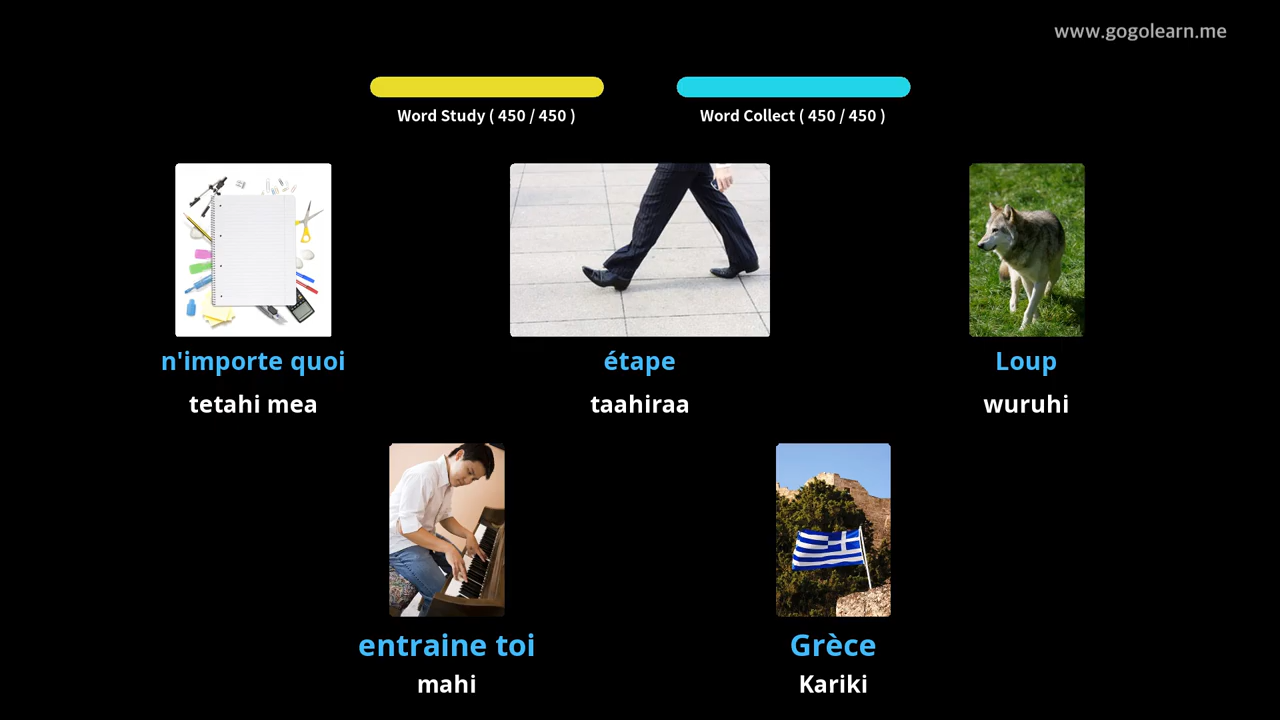 www.gogolearn.me
Word Study ( 450 / 450 )
Word Collect ( 450 / 450 )
n'importe quoi
étape
Loup
tetahi mea
taahiraa
wuruhi
entraine toi
Grèce
mahi
Kariki